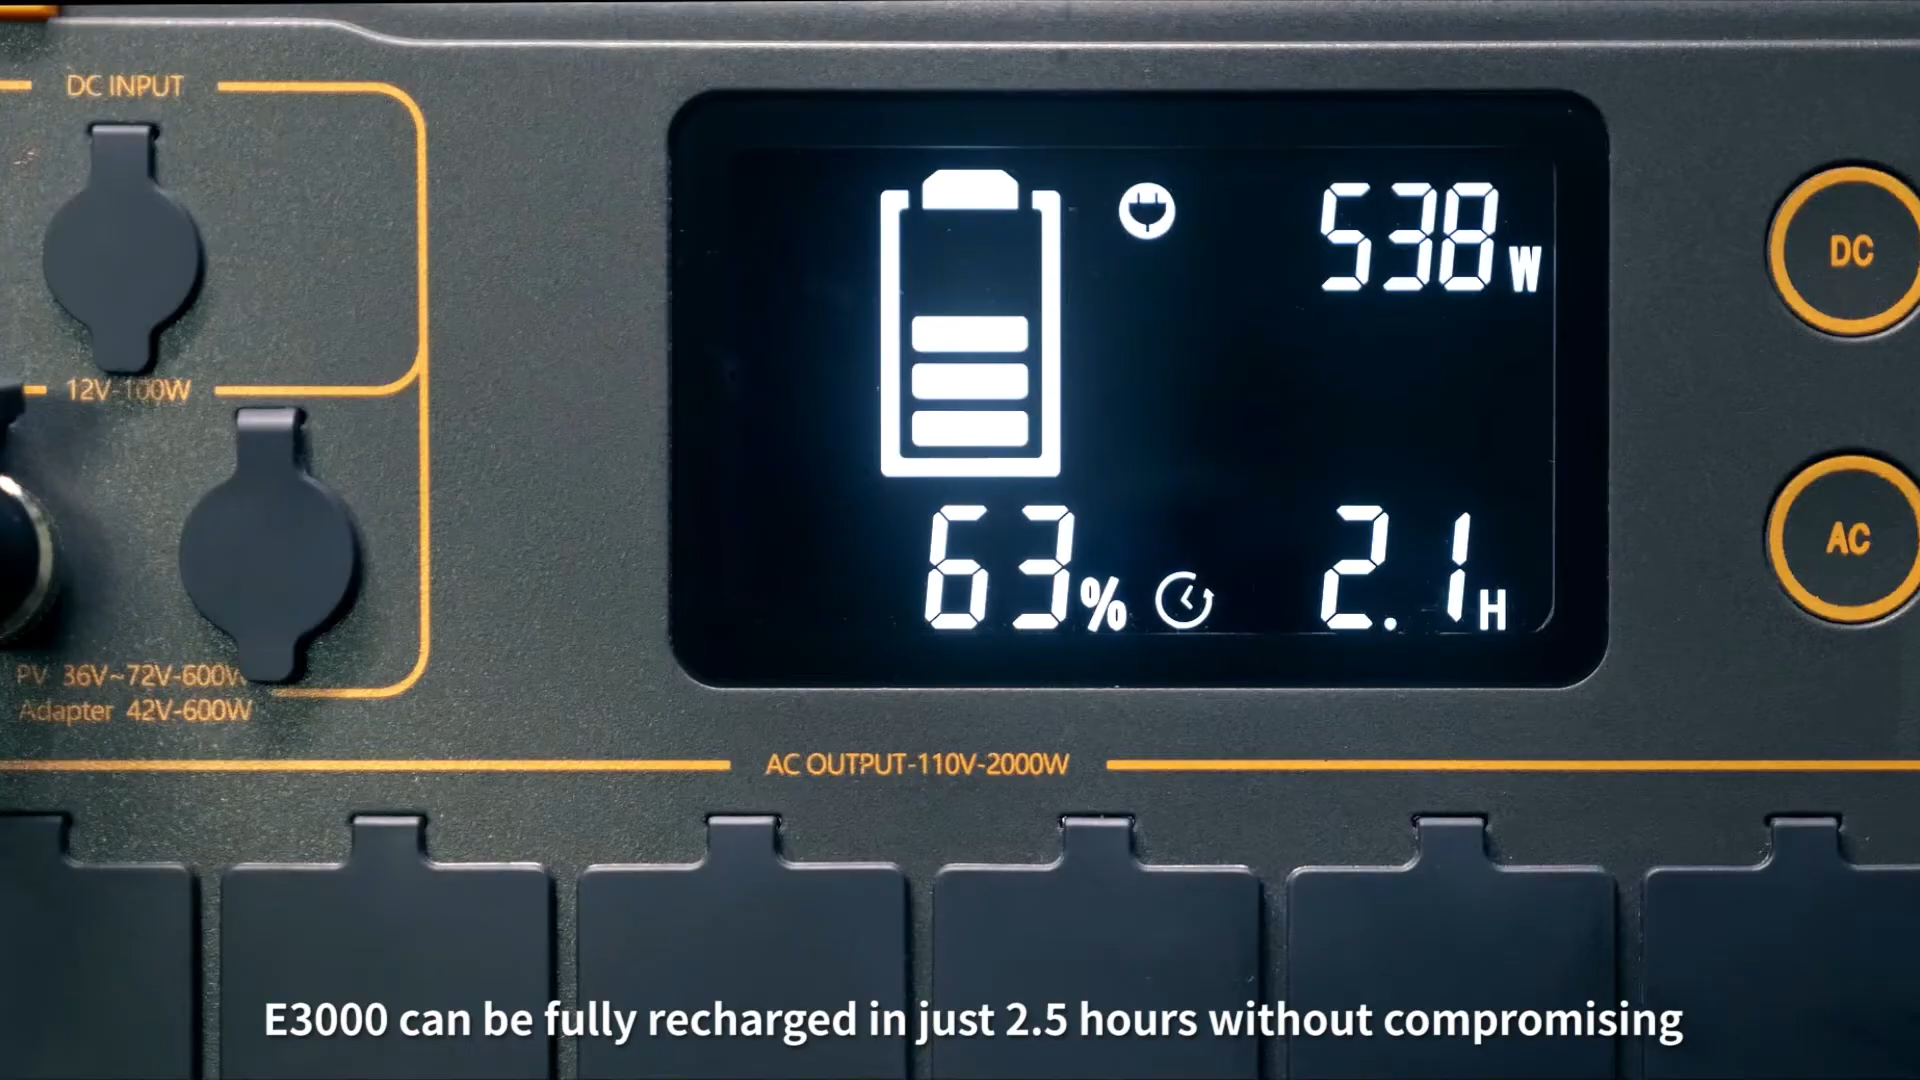 DC INPUT
12V-100W
PV 36V~72V-600W
Adapter 42V-600W
538W
63%
2.1H
DC
AC
AC OUTPUT-110V-2000W
E3000 can be fully recharged in just 2.5 hours without compromising